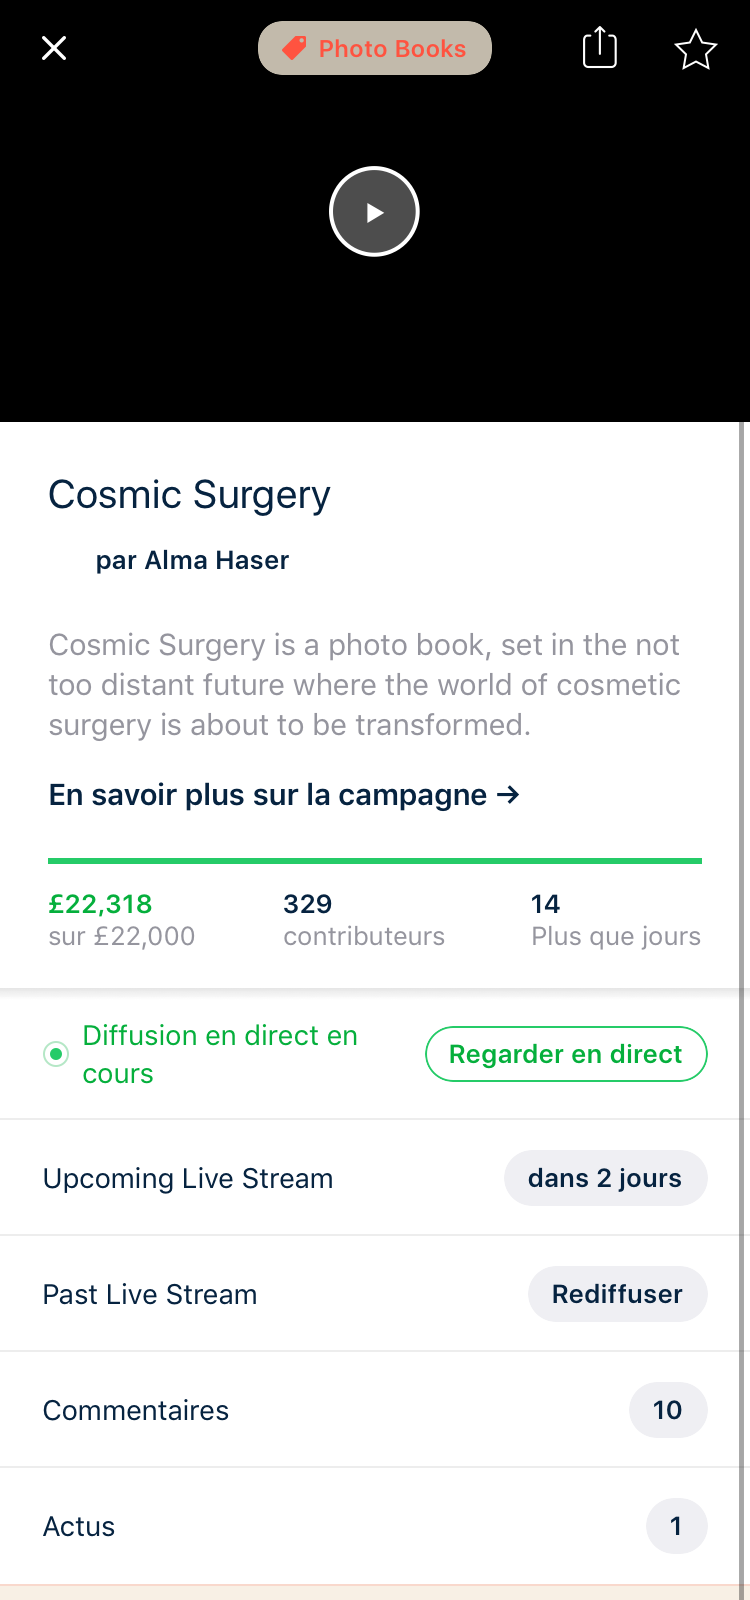 Photo Books
Cosmic Surgery
par Alma Haser
Cosmic Surgery is a photo book, set in the not
too distant future where the world of cosmetic
surgery is about to be transformed.
En savoir plus sur la campagne →
£22,318
sur £22,000
329
contributeurs
14
Plus que jours
Diffusion en direct en
cours
Regarder en direct
Upcoming Live Stream
dans 2 jours
Past Live Stream
Rediffuser
Commentaires
10
Actus
1